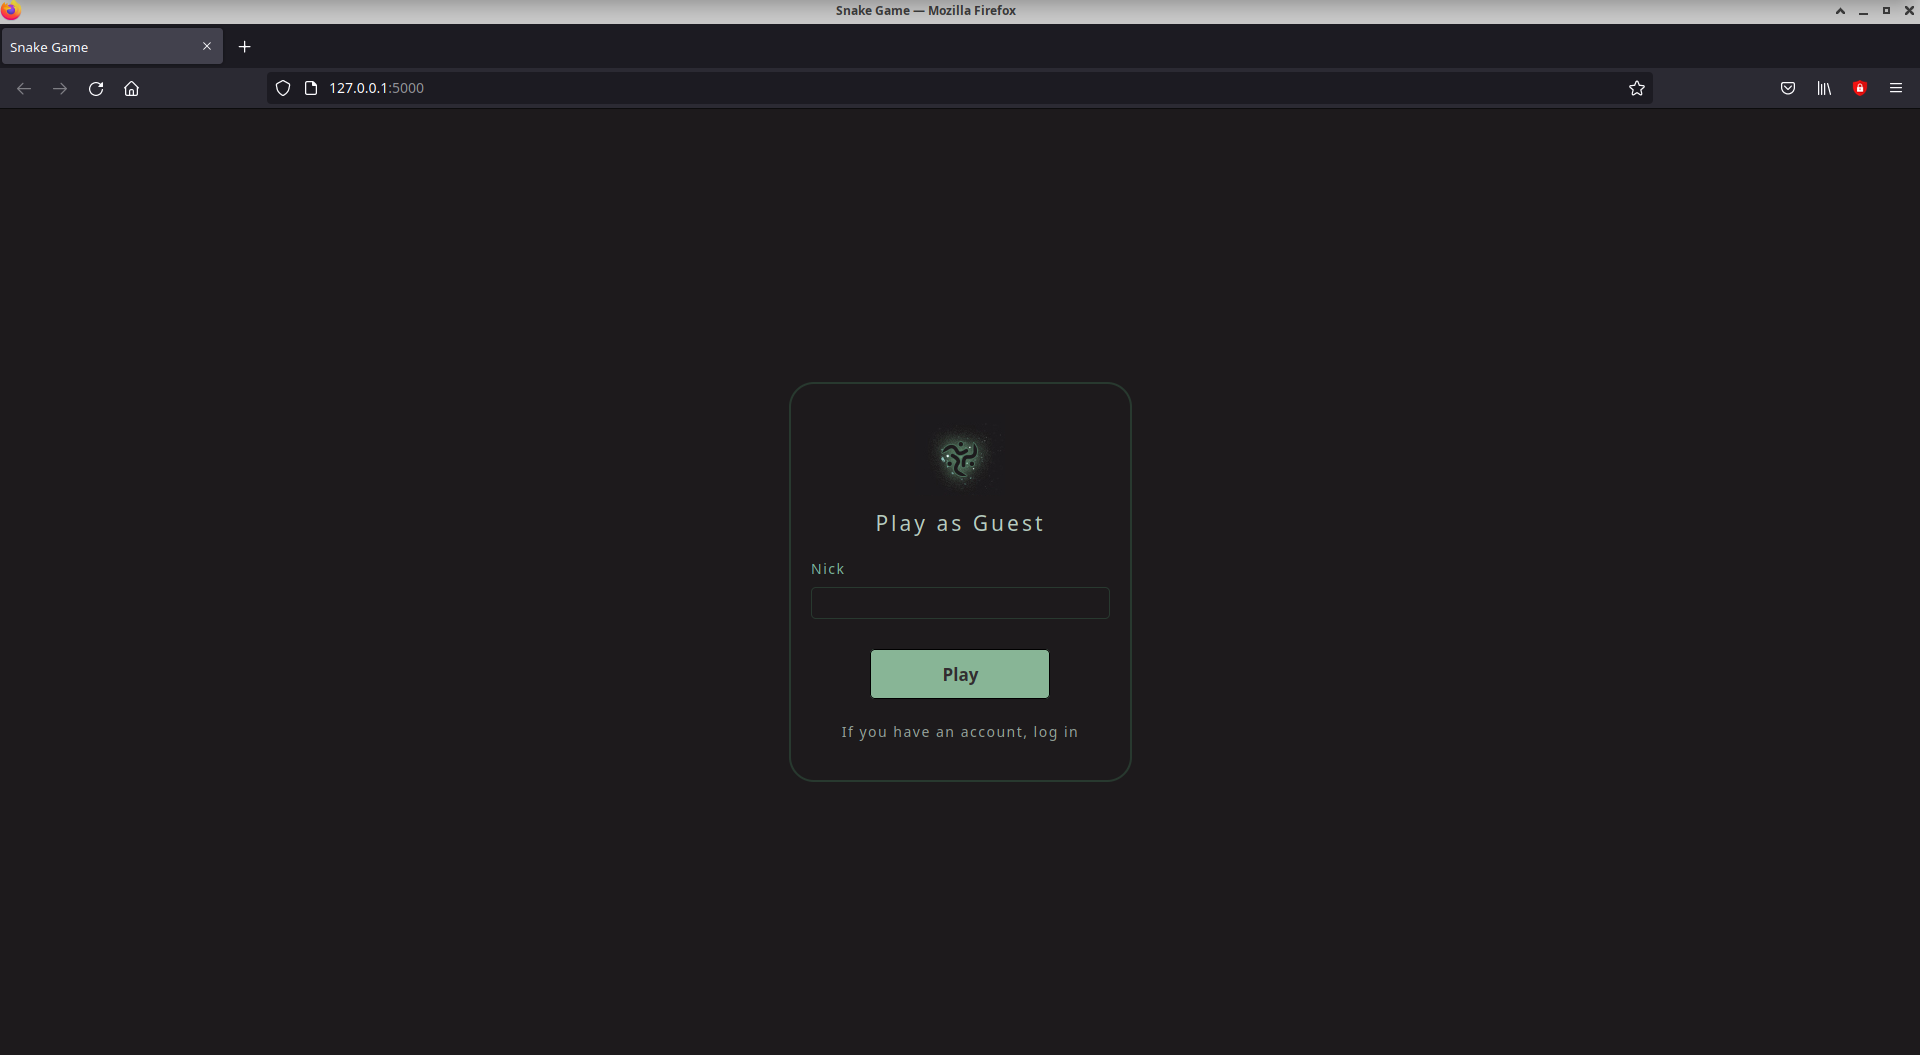 Snake Game — Mozilla Firefox
Snake Game
127.0.0.1:5000
Play as Guest
Nick
Play
If you have an account, log in